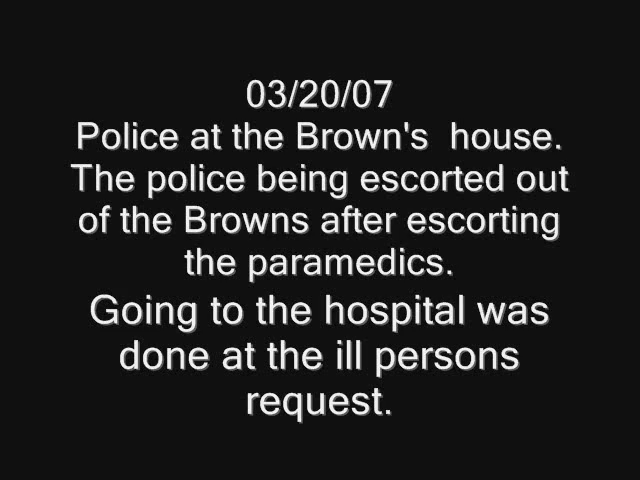 03/20/07
Police at the Brown's  house.
The police being escorted out
of the Browns after escorting
the paramedics.
Going to the hospital was
done at the ill persons
request.